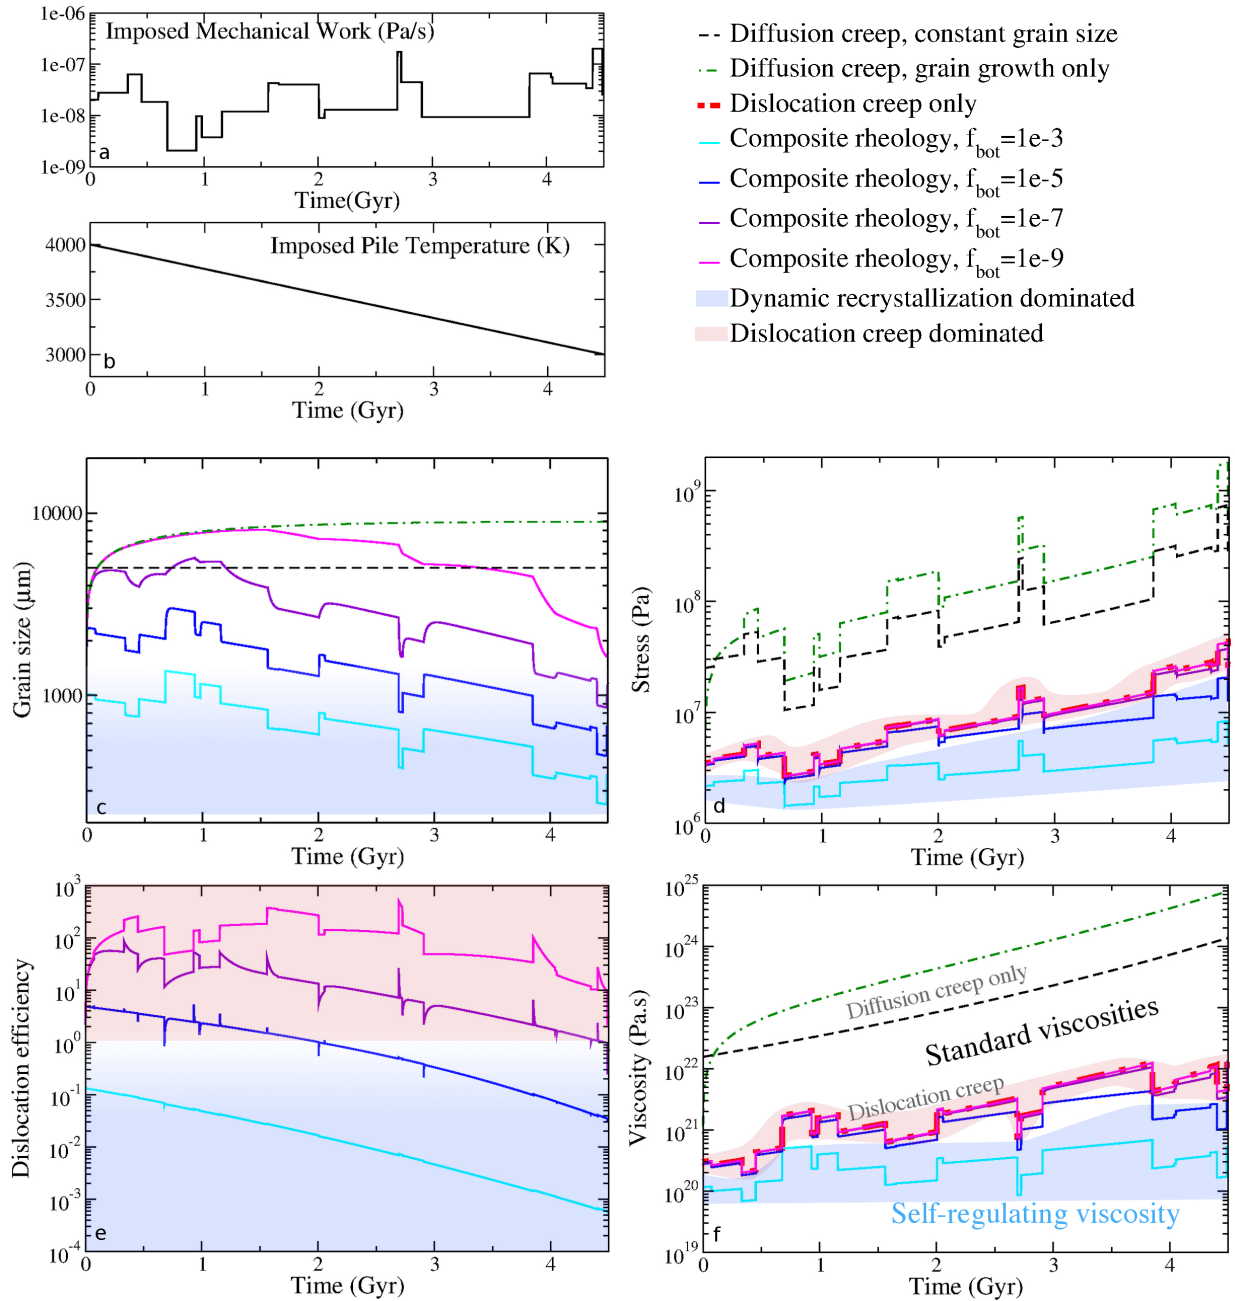 Imposed Mechanical Work (Pa/s)
1e-06
1e-07
1e-08
1e-09
a
0 1 2 3 4
Time(Gyr)
Imposed Pile Temperature (K)
4000
3500
3000
b
0 1 2 3 4
Time (Gyr)
Diffusion creep, constant grain size
Diffusion creep, grain growth only
Dislocation creep only
Composite rheology, f_bot=1e-3
Composite rheology, f_bot=1e-5
Composite rheology, f_bot=1e-7
Composite rheology, f_bot=1e-9
Dynamic recrystallization dominated
Dislocation creep dominated
Grain size (μm)
10000
1000
c
0 1 2 3 4
Time (Gyr)
Stress (Pa)
10^9
10^8
10^7
10^6
d
0 1 2 3 4
Time (Gyr)
Dislocation efficiency
10^3
10^2
10^1
10^0
10^-1
10^-2
10^-3
10^-4
e
0 1 2 3 4
Time (Gyr)
Viscosity (Pa.s)
10^25
10^24
10^23
10^22
10^21
10^20
10^19
Diffusion creep only
Standard viscosities
Dislocation creep
Self-regulating viscosity
f
0 1 2 3 4
Time (Gyr)